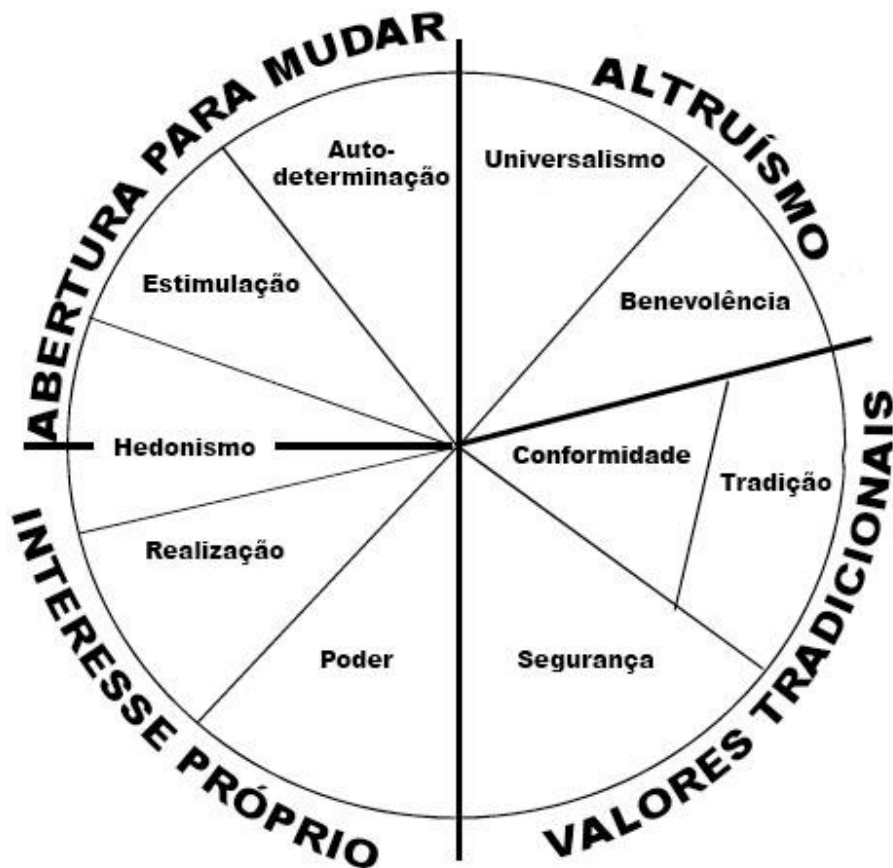 ABERTURA PARA MUDAR
ALTRUÍSMO
Auto-
determinação
Universalismo
Estimulação
Benevolência
Hedonismo
Conformidade
Tradição
Realização
Poder
Segurança
INTERESSE PRÓPRIO
VALORES TRADICIONAIS